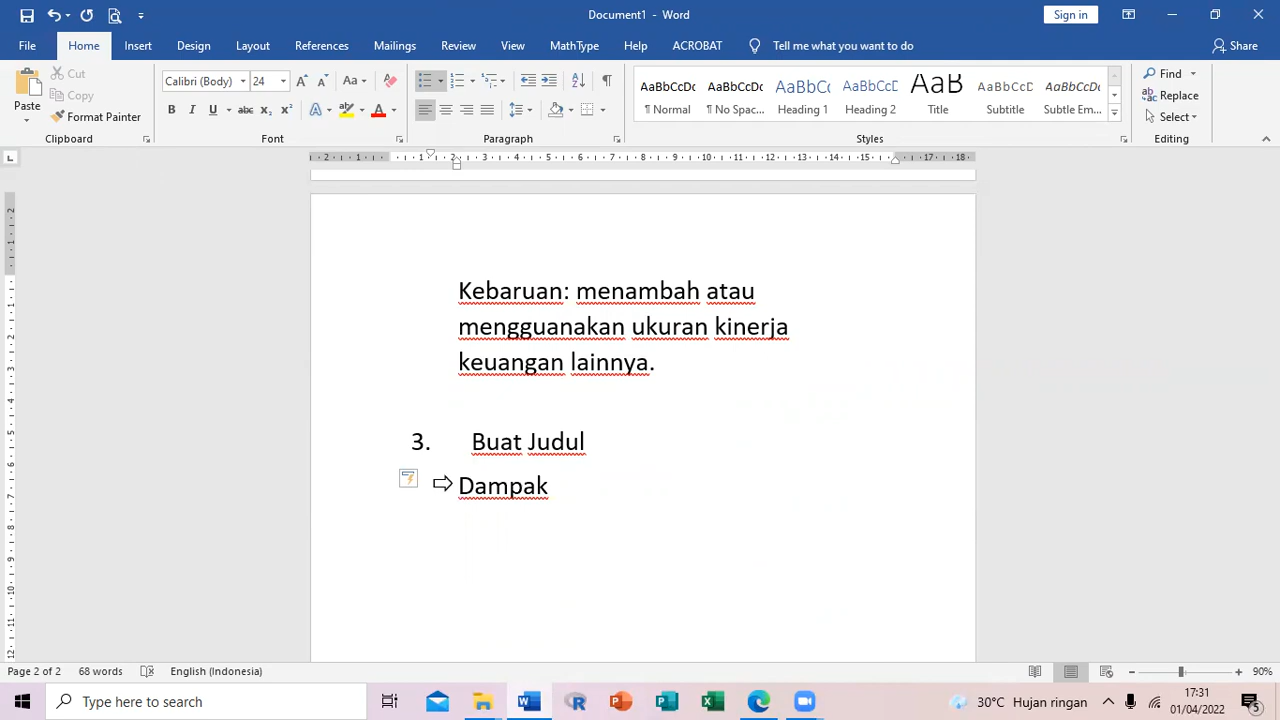 Document1 - Word
Sign in
File Home Insert Design Layout References Mailings Review View MathType Help ACROBAT Tell me what you want to do Share
Paste
Cut
Copy
Format Painter
Clipboard
Calibri (Body) 24
Font
Paragraph
AaBbCcDc AaBbCcDc AaBbCc AaBbCcD AaB AaBbCcD AaBbCcDc
¶ Normal ¶ No Spac... Heading 1 Heading 2 Title Subtitle Subtle Em...
Styles
Find
Replace
Select
Editing
Kebaruan: menambah atau
mengguanakan ukuran kinerja
keuangan lainnya.
3. Buat Judul
⇨ Dampak
Page 2 of 2 68 words English (Indonesia) 90%
Type here to search
30°C Hujan ringan
17:31
01/04/2022
5